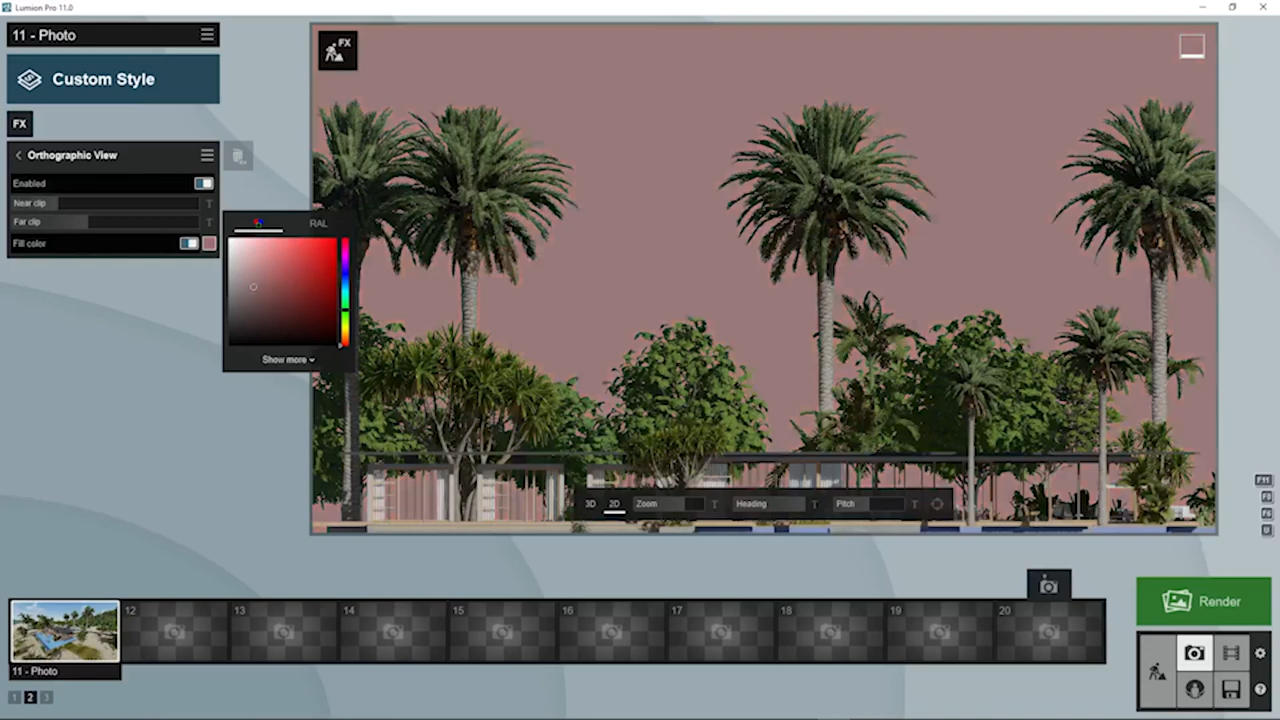 Lumion Pro 11.0
11 - Photo
Custom Style
FX
Orthographic View
Enabled
Near clip
T
Far clip
T
Fill color
RAL
Show more
FX
3D 2D Zoom T Heading T Pitch T
F11
12 13 14 15 16 17 18 19 20
11 - Photo
1 2 3
Render
?